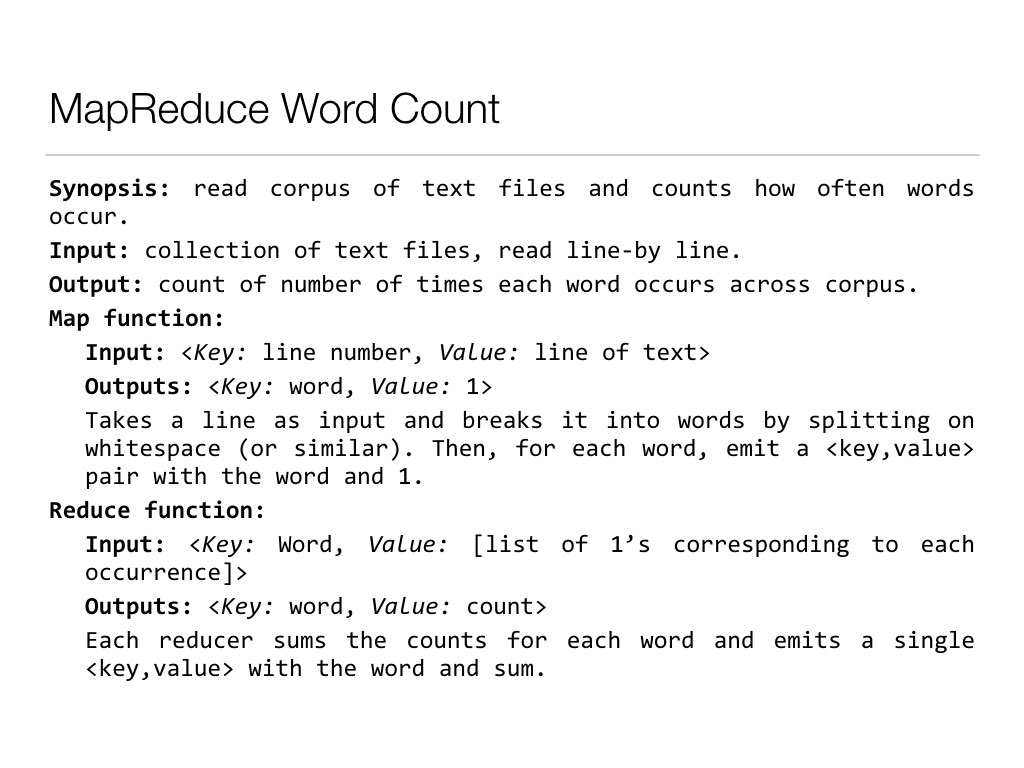 MapReduce Word Count
Synopsis: read corpus of text files and counts how often words
occur.
Input: collection of text files, read line-by line.
Output: count of number of times each word occurs across corpus.
Map function:
Input: <Key: line number, Value: line of text>
Outputs: <Key: word, Value: 1>
Takes a line as input and breaks it into words by splitting on
whitespace (or similar). Then, for each word, emit a <key,value>
pair with the word and 1.
Reduce function:
Input: <Key: Word, Value: [list of 1’s corresponding to each
occurrence]>
Outputs: <Key: word, Value: count>
Each reducer sums the counts for each word and emits a single
<key,value> with the word and sum.